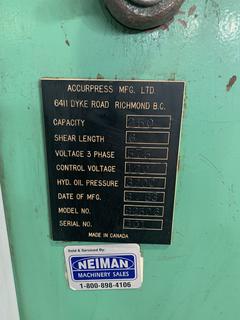 ACCURPRESS MFG. LTD.
6411 DYKE ROAD RICHMOND B.C.
CAPACITY
SHEAR LENGTH
VOLTAGE 3 PHASE
CONTROL VOLTAGE
HYD. OIL PRESSURE
DATE OF MFG.
MODEL NO.
SERIAL NO.
MADE IN CANADA
Sold & Serviced By:
NEIMAN
MACHINERY SALES
1-800-898-4106